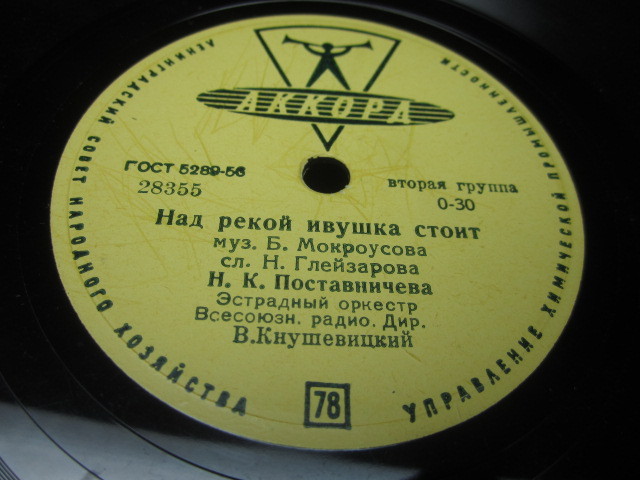 ЛЕНИНГРАДСКИЙ СОВЕТ НАРОДНОГО ХОЗЯЙСТВА
УПРАВЛЕНИЕ ХИМИЧЕСКОЙ ПРОМЫШЛЕННОСТИ
АККОРД
ГОСТ 5289-56
28355
вторая группа
0-30
Над рекой ивушка стоит
муз. Б. Мокроусова
сл. Н. Глейзарова
Н. К. Поставничева
Эстрадный оркестр
Всесоюзн. радио. Дир.
В.Кнушевицкий
78